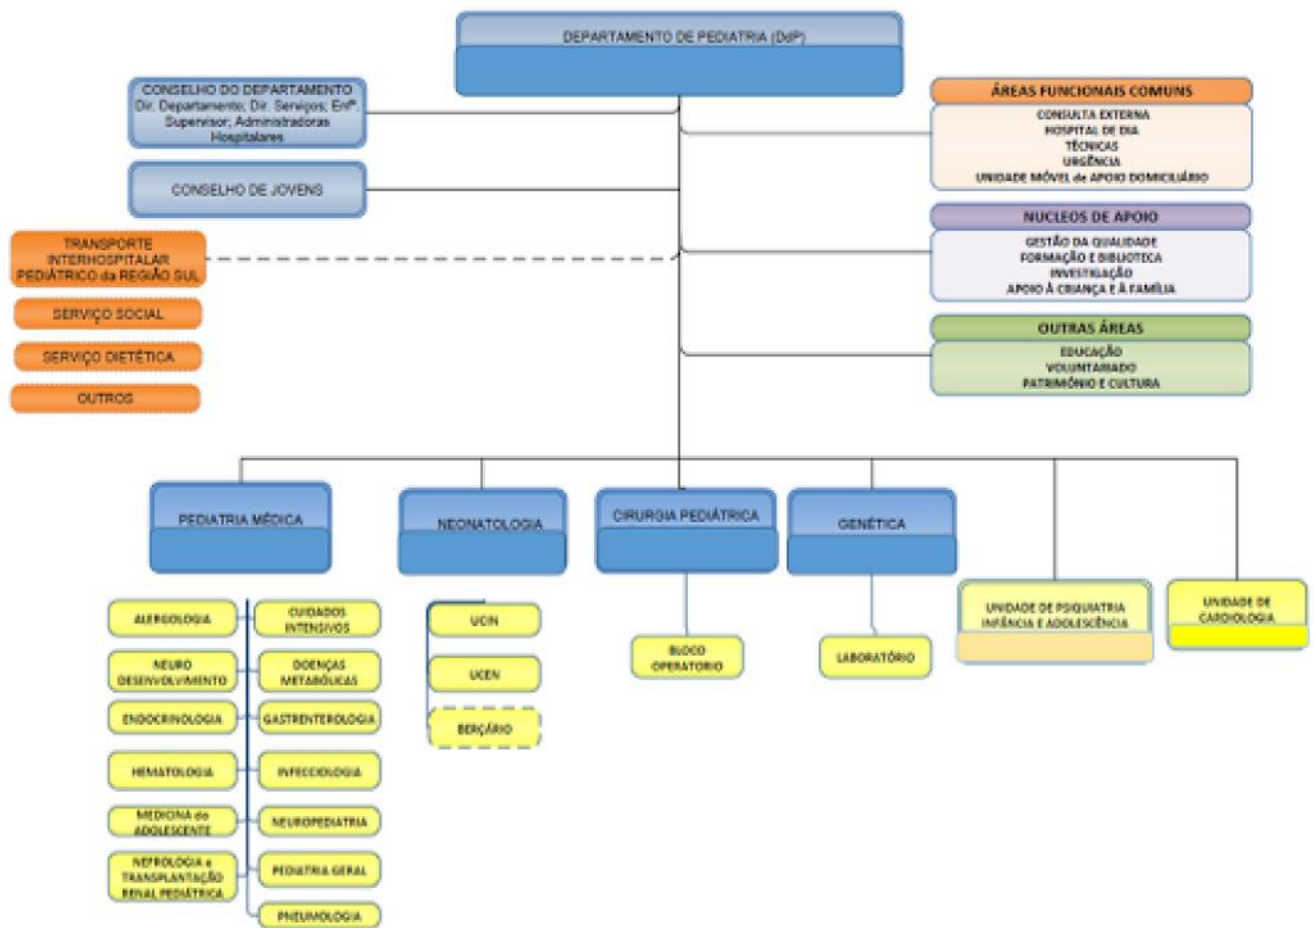 DEPARTAMENTO DE PEDIATRIA (DdP)
CONSELHO DO DEPARTAMENTO
Dir. Departamento; Dir. Serviços; Enfº.
Supervisor; Administradoras
Hospitalares
CONSELHO DE JOVENS
TRANSPORTE
INTERHOSPITALAR
PEDIÁTRICO da REGIÃO SUL
SERVIÇO SOCIAL
SERVIÇO DIETÉTICA
OUTROS
ÁREAS FUNCIONAIS COMUNS
CONSULTA EXTERNA
HOSPITAL DE DIA
TÉCNICAS
URGÊNCIA
UNIDADE MÓVEL de APOIO DOMICILIÁRIO
NUCLEOS DE APOIO
GESTÃO DA QUALIDADE
FORMAÇÃO E BIBLIOTECA
INVESTIGAÇÃO
APOIO À CRIANÇA E À FAMÍLIA
OUTRAS ÁREAS
EDUCAÇÃO
VOLUNTARIADO
PATRIMÓNIO E CULTURA
PEDIATRIA MÉDICA
NEONATOLOGIA
CIRURGIA PEDIÁTRICA
GENÉTICA
UNIDADE DE PSIQUIATRIA
INFÂNCIA E ADOLESCÊNCIA
UNIDADE DE
CARDIOLOGIA
ALERGOLOGIA
NEURO
DESENVOLVIMENTO
ENDOCRINOLOGIA
HEMATOLOGIA
MEDICINA do
ADOLESCENTE
NEFROLOGIA e
TRANSPLANTAÇÃO
RENAL PEDIÁTRICA
CUIDADOS
INTENSIVOS
DOENÇAS
METABÓLICAS
GASTRENTEROLOGIA
INFECCIOLOGIA
NEUROPEDIATRIA
PEDIATRIA GERAL
PNEUMOLOGIA
UCIN
UCEN
BERÇÁRIO
BLOCO
OPERATORIO
LABORATÓRIO